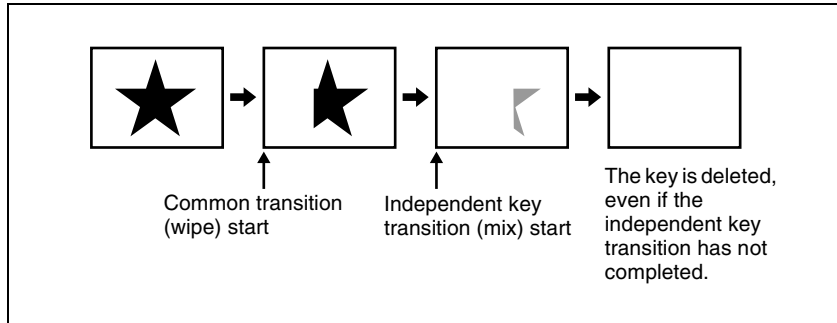 Common transition
(wipe) start
Independent key
transition (mix) start
The key is deleted,
even if the
independent key
transition has not
completed.